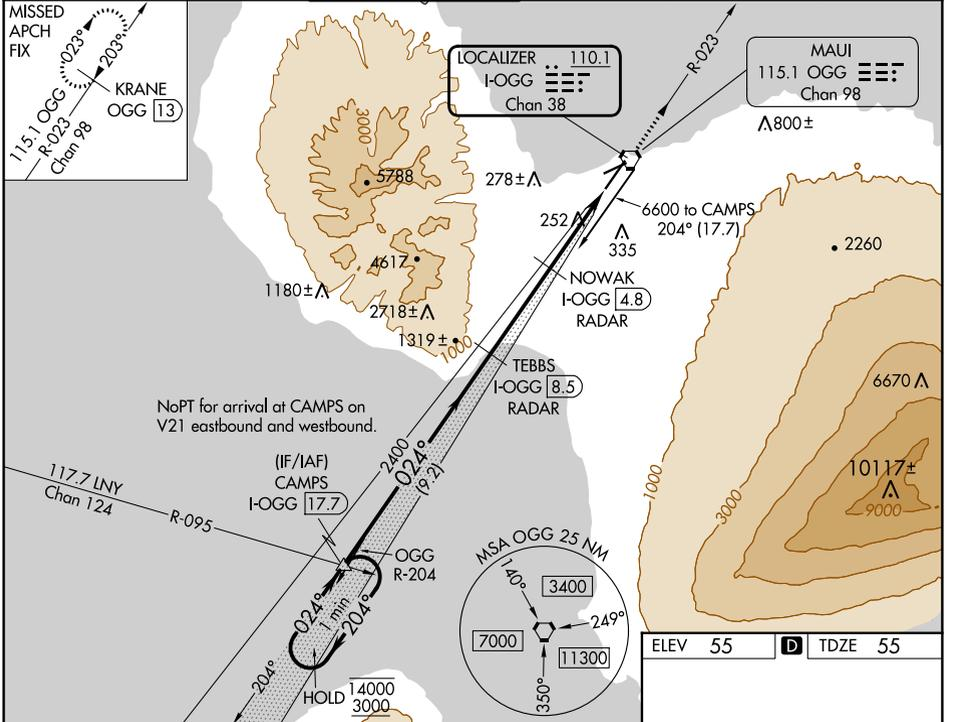 MISSED
APCH
FIX
023°
203°
KRANE
OGG 13
115.1 OGG
R-023
Chan 98
LOCALIZER 110.1
I-OGG
Chan 38
R-023
MAUI
115.1 OGG
Chan 98
800±
3000
5788
278±
252
335
6600 to CAMPS
204° (17.7)
2260
4617
1180±
2718±
1319±
1000
NOWAK
I-OGG 4.8
RADAR
TEBBS
I-OGG 8.5
RADAR
6670
NoPT for arrival at CAMPS on
V21 eastbound and westbound.
2400
024°
(9.2)
(IF/IAF)
CAMPS
I-OGG 17.7
117.7 LNY
Chan 124
R-095
OGG
R-204
1000
3000
10117±
9000
MSA OGG 25 NM
140°
3400
249°
7000
11300
350°
024°
1 min
204°
204°
HOLD 14000
3000
ELEV 55 D TDZE 55